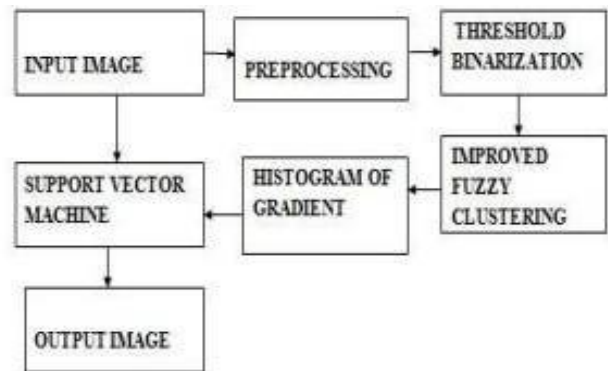 INPUT IMAGE
PREPROCESSING
THRESHOLD
BINARIZATION
IMPROVED
FUZZY
CLUSTERING
HISTOGRAM OF
GRADIENT
SUPPORT VECTOR
MACHINE
OUTPUT IMAGE